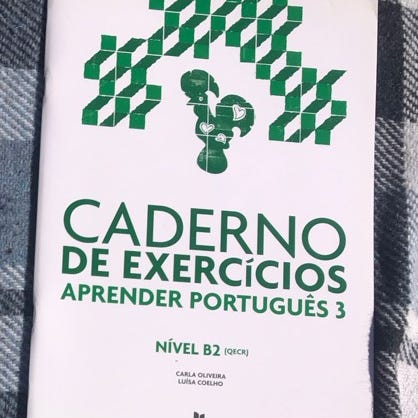 CADERNO
DE EXERCÍCIOS
APRENDER PORTUGUÊS 3
NÍVEL B2 (QECR)
CARLA OLIVEIRA
LUÍSA COELHO